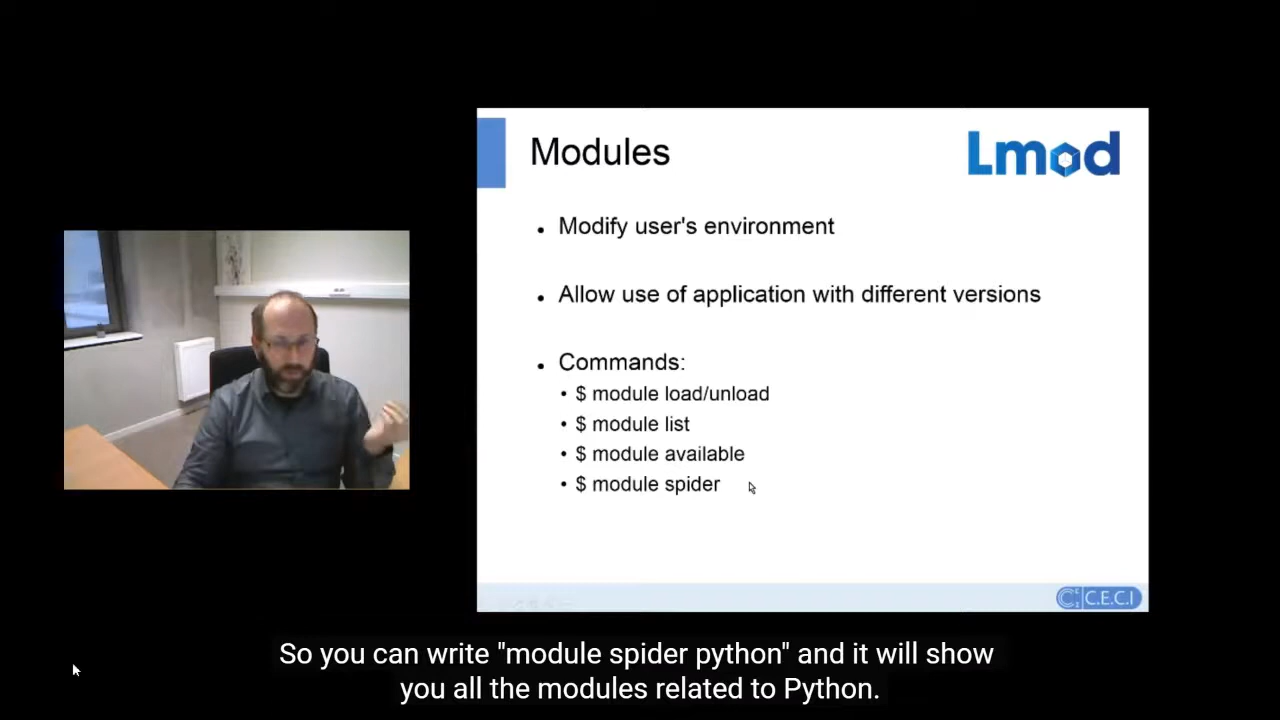 Modules
Lmod
• Modify user's environment
• Allow use of application with different versions
• Commands:
• $ module load/unload
• $ module list
• $ module available
• $ module spider
C.E.C.I
So you can write "module spider python" and it will show
you all the modules related to Python.